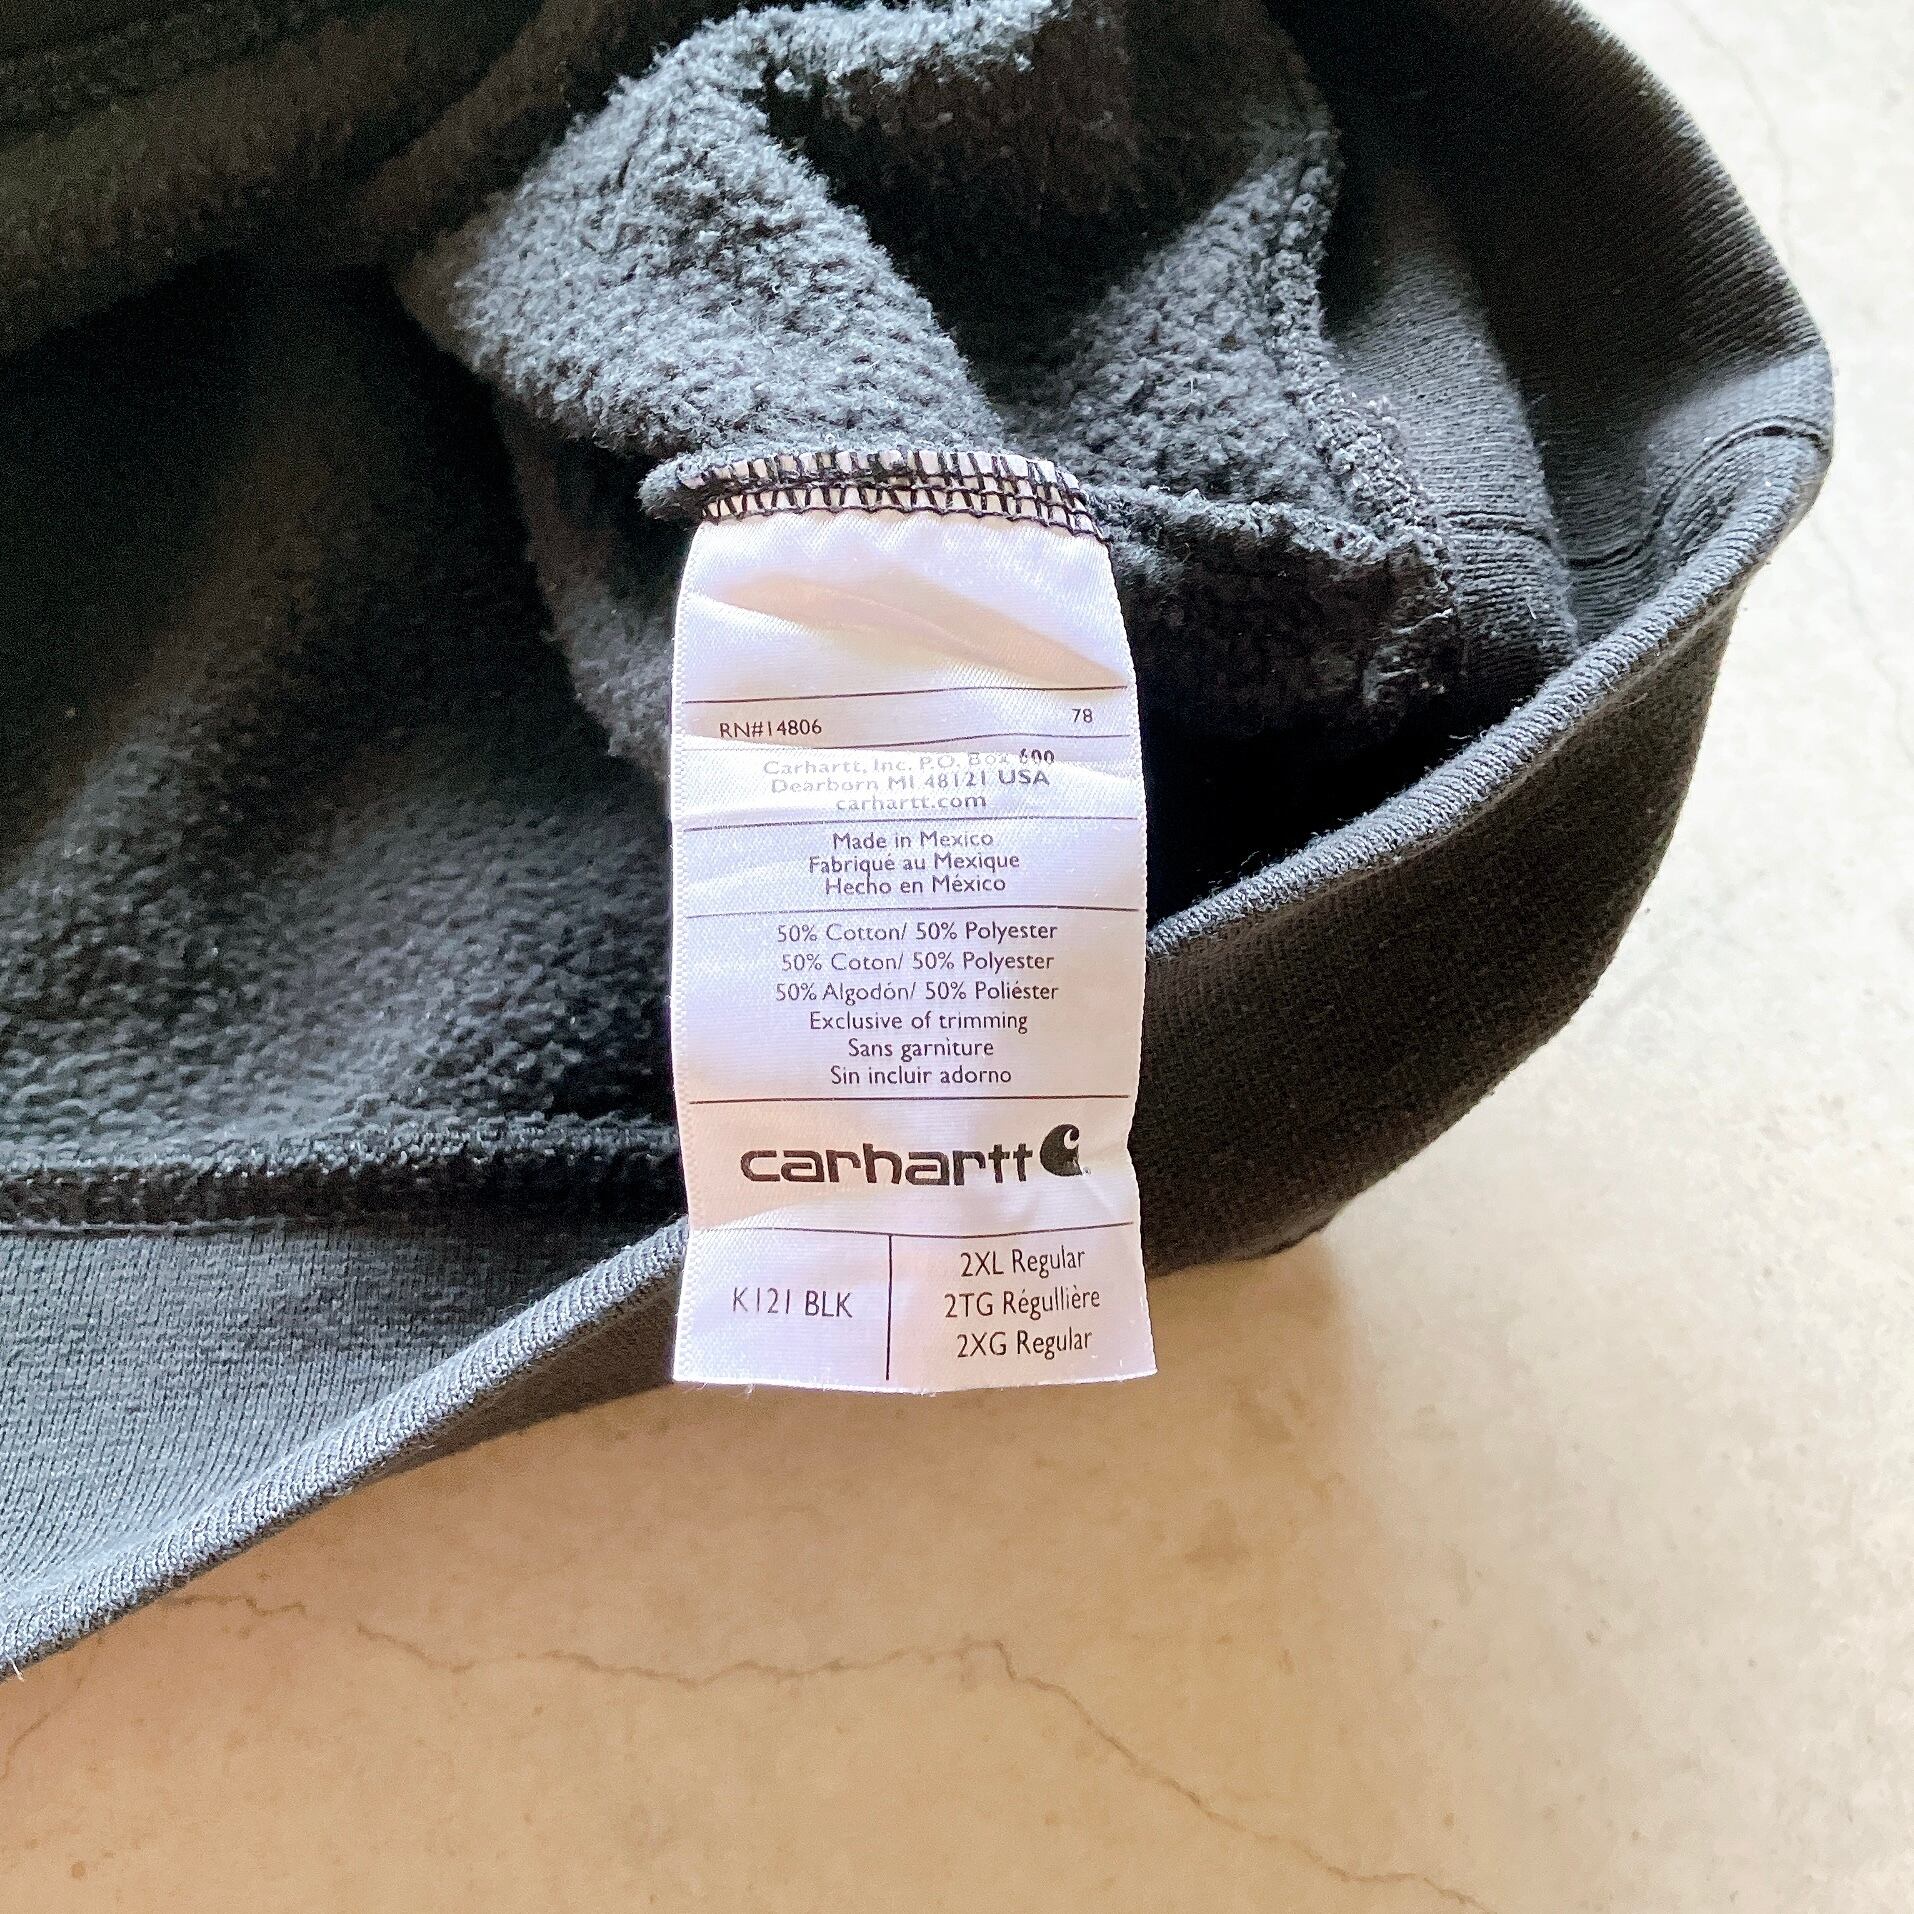 RN#14806 78
Carhartt, Inc. P.O. Box 600
Dearborn MI 48121 USA
carhartt.com
Made in Mexico
Fabriqué au Mexique
Hecho en México
50% Cotton/ 50% Polyester
50% Coton/ 50% Polyester
50% Algodón/ 50% Poliéster
Exclusive of trimming
Sans garniture
Sin incluir adorno
carhartt
K121 BLK
2XL Regular
2TG Régullière
2XG Regular